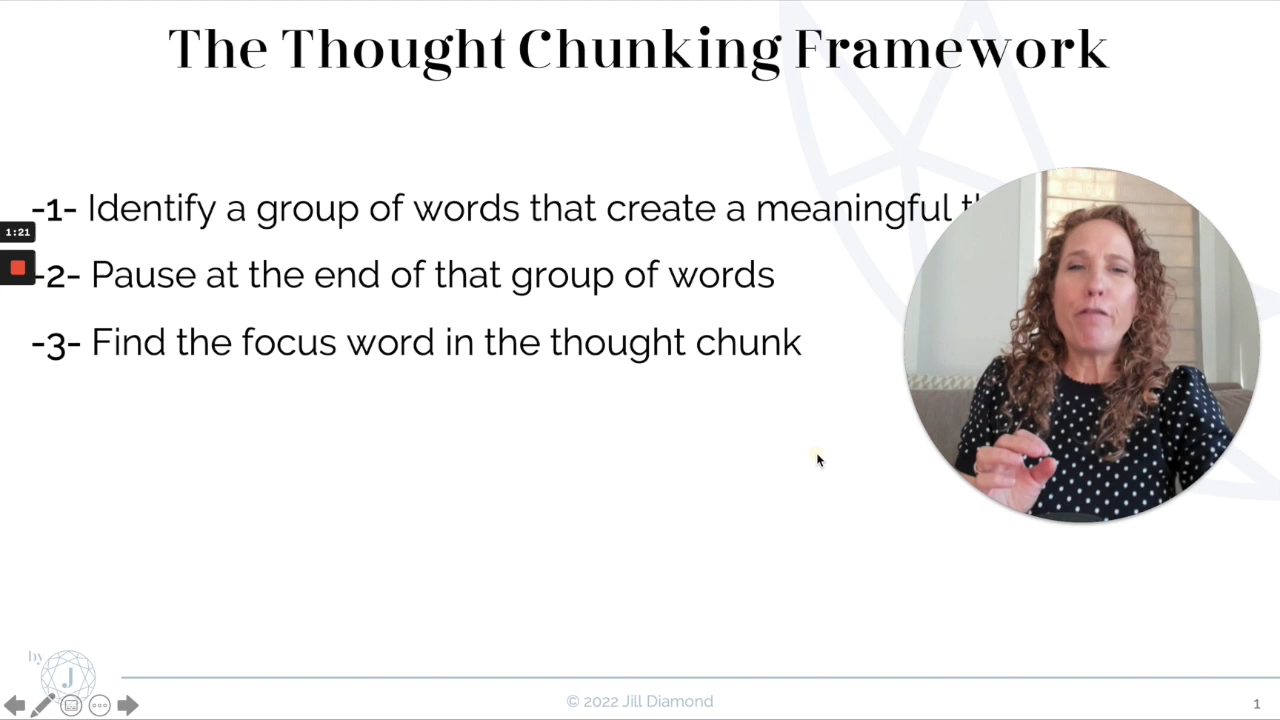 The Thought Chunking Framework
-1- Identify a group of words that create a meaningful
1:21
-2- Pause at the end of that group of words
-3- Find the focus word in the thought chunk
by
J
© 2022 Jill Diamond
1